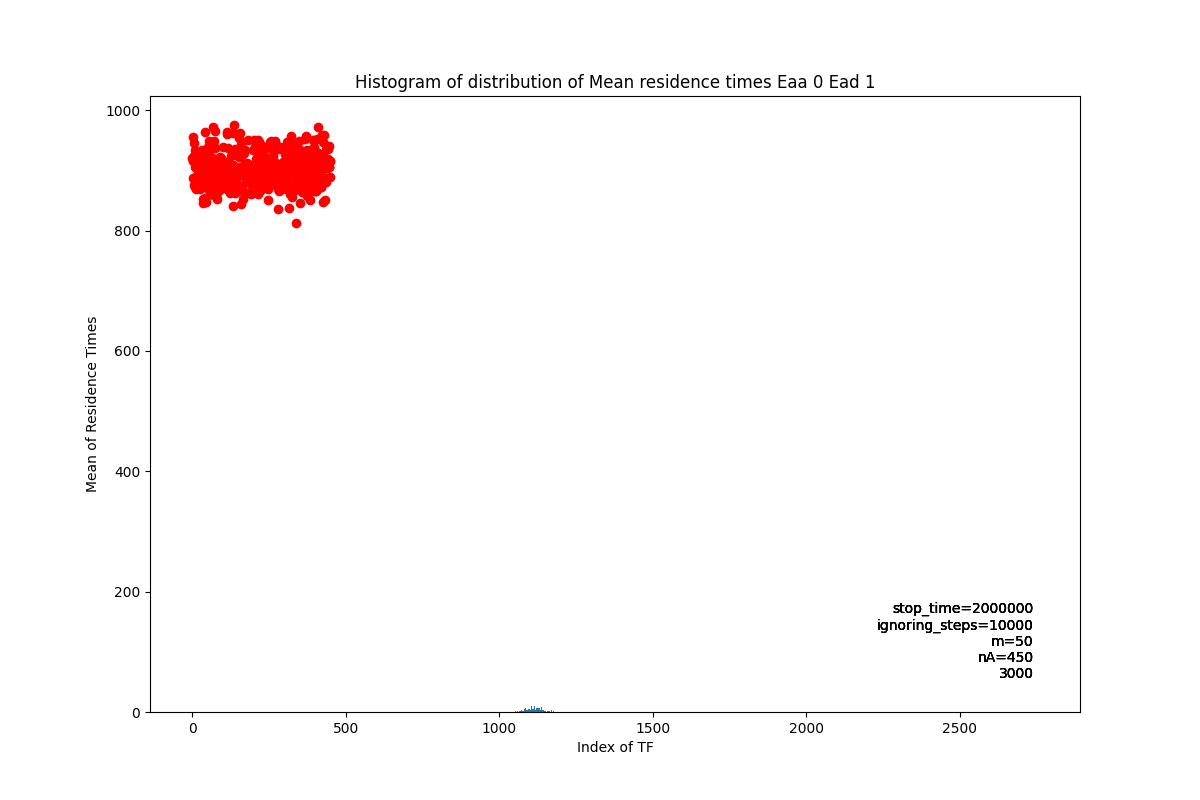 Histogram of distribution of Mean residence times Eaa 0 Ead 1
1000
800
600
400
200
0
Mean of Residence Times
stop_time=2000000
ignoring_steps=10000
m=50
nA=450
3000
0 500 1000 1500 2000 2500
Index of TF